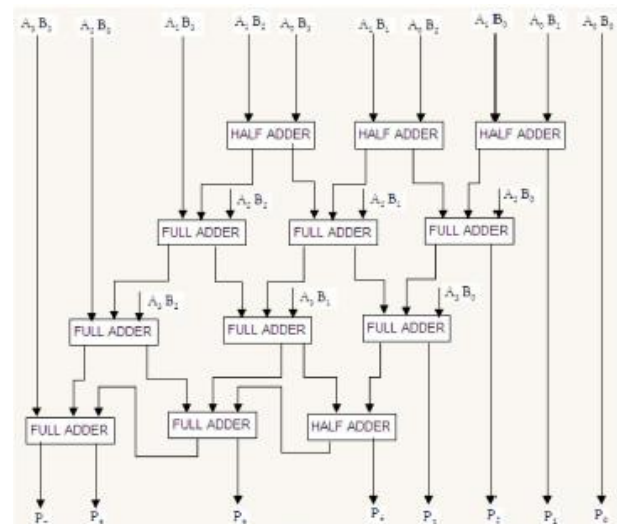 A₃ B₃ A₂ B₃ A₁ B₃ A₁ B₂ A₀ B₃ A₁ B₁ A₀ B₂ A₁ B₀ A₀ B₁ A₀ B₀
HALF ADDER HALF ADDER HALF ADDER
A₂ B₂ A₂ B₁ A₂ B₀
FULL ADDER FULL ADDER FULL ADDER
A₃ B₂ A₃ B₁ A₃ B₀
FULL ADDER FULL ADDER FULL ADDER
FULL ADDER FULL ADDER HALF ADDER
P₇ P₆ P₅ P₄ P₃ P₂ P₁ P₀